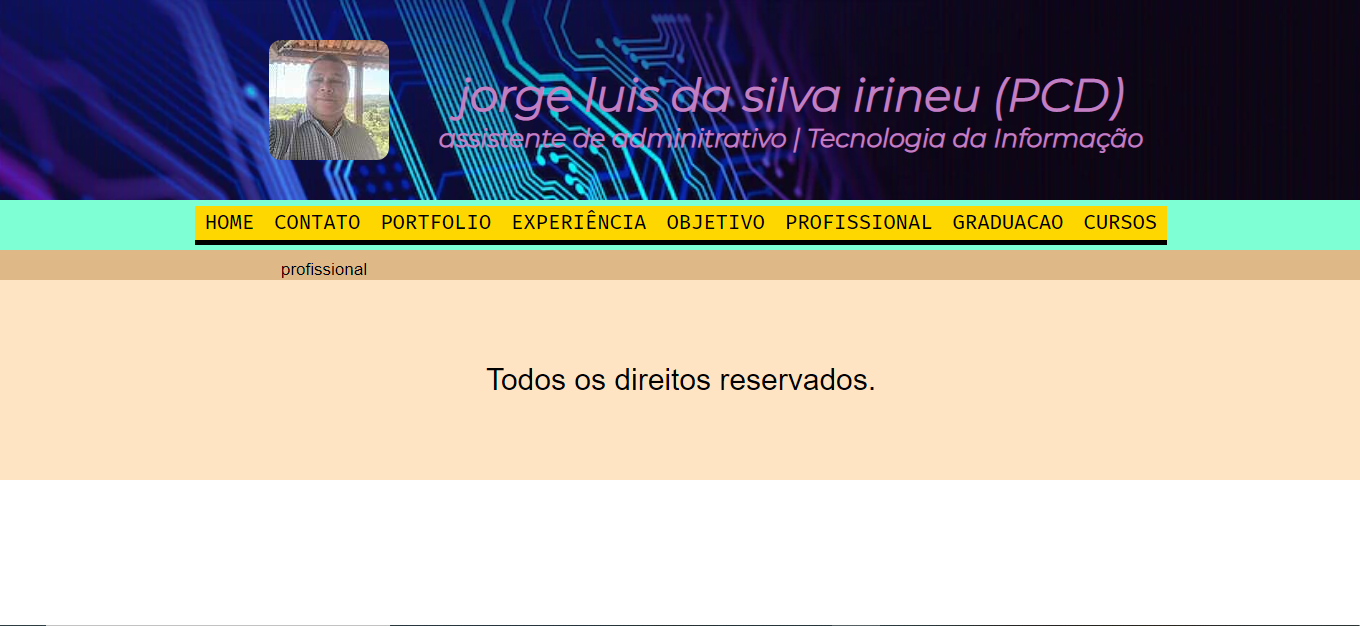 jorge luis da silva irineu (PCD)
assistente de adminitrativo | Tecnologia da Informação
HOME CONTATO PORTFOLIO EXPERIÊNCIA OBJETIVO PROFISSIONAL GRADUACAO CURSOS
profissional
Todos os direitos reservados.